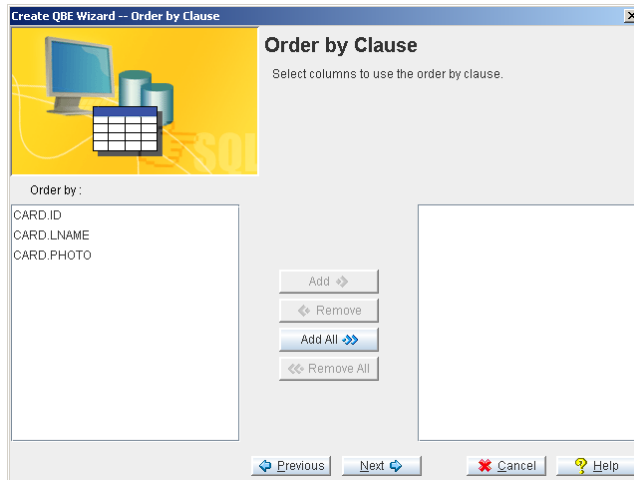 Create QBE Wizard -- Order by Clause
Order by Clause
Select columns to use the order by clause.
SQL
Order by :
CARD.ID
CARD.LNAME
CARD.PHOTO
Add
Remove
Add All
Remove All
Previous
Next
Cancel
Help